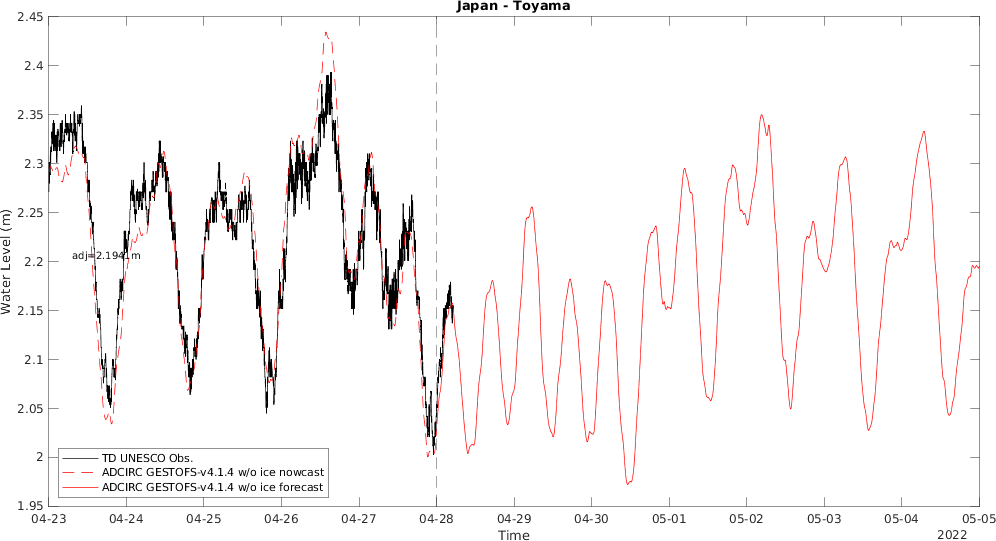 Japan - Toyama
2.45
2.4
2.35
2.3
2.25
2.2
2.15
2.1
2.05
2
1.95
Water Level (m)
adj=2.1941m
TD UNESCO Obs.
ADCIRC GESTOFS-v4.1.4 w/o ice nowcast
ADCIRC GESTOFS-v4.1.4 w/o ice forecast
04-23 04-24 04-25 04-26 04-27 04-28 04-29 04-30 05-01 05-02 05-03 05-04 05-05
Time
2022